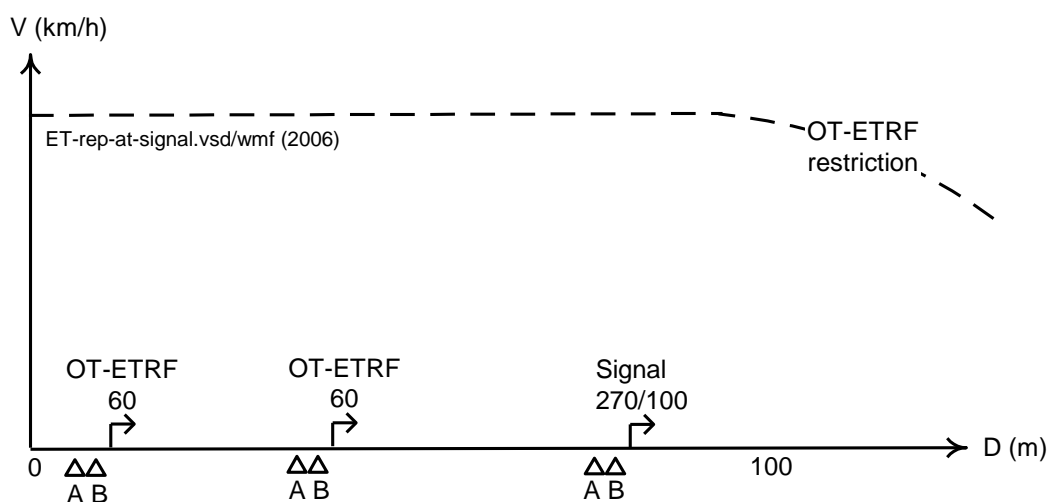 V (km/h)
ET-rep-at-signal.vsd/wmf (2006)
OT-ETRF
restriction
OT-ETRF
60
OT-ETRF
60
Signal
270/100
D (m)
0
100
A B
A B
A B